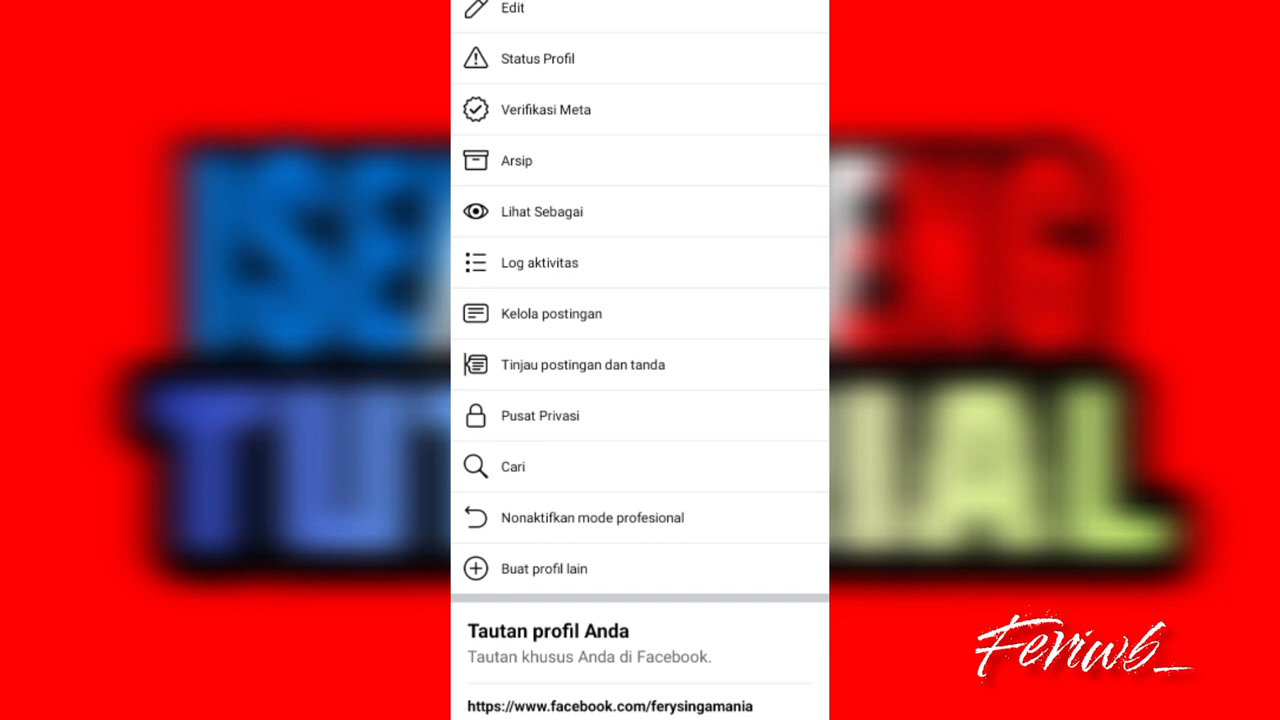 Edit
Status Profil
Verifikasi Meta
Arsip
Lihat Sebagai
Log aktivitas
Kelola postingan
Tinjau postingan dan tanda
Pusat Privasi
Cari
Nonaktifkan mode profesional
Buat profil lain
Tautan profil Anda
Tautan khusus Anda di Facebook.
https://www.facebook.com/ferysingamania
Feriwb_